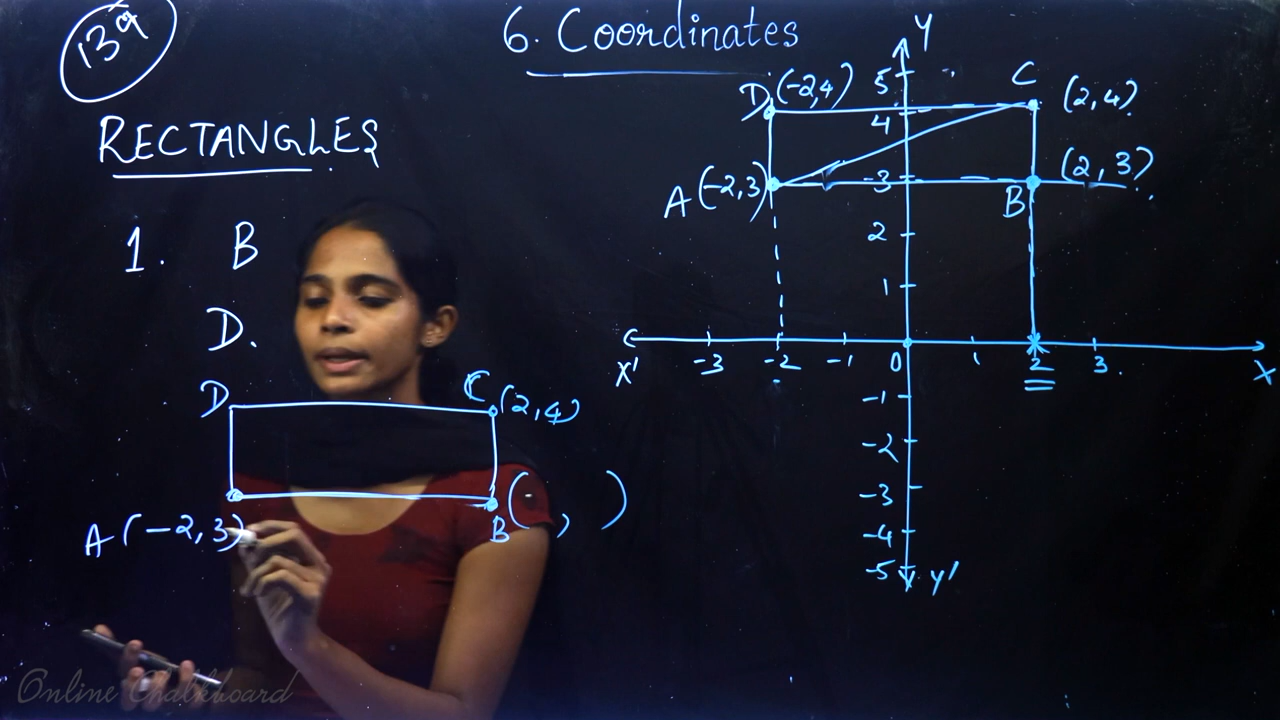 13ᵃ
6. Coordinates
RECTANGLES
1. B
D.
D C (2,4)
A (-2,3) B ( , )
Y
D (-2,4) 5 C (2,4)
4
A (-2,3) 3 (2,3)
B
2
1
X' -3 -2 -1 0 1 2 3 X
-1
-2
-3
-4
-5 Y'
Online Chalkboard